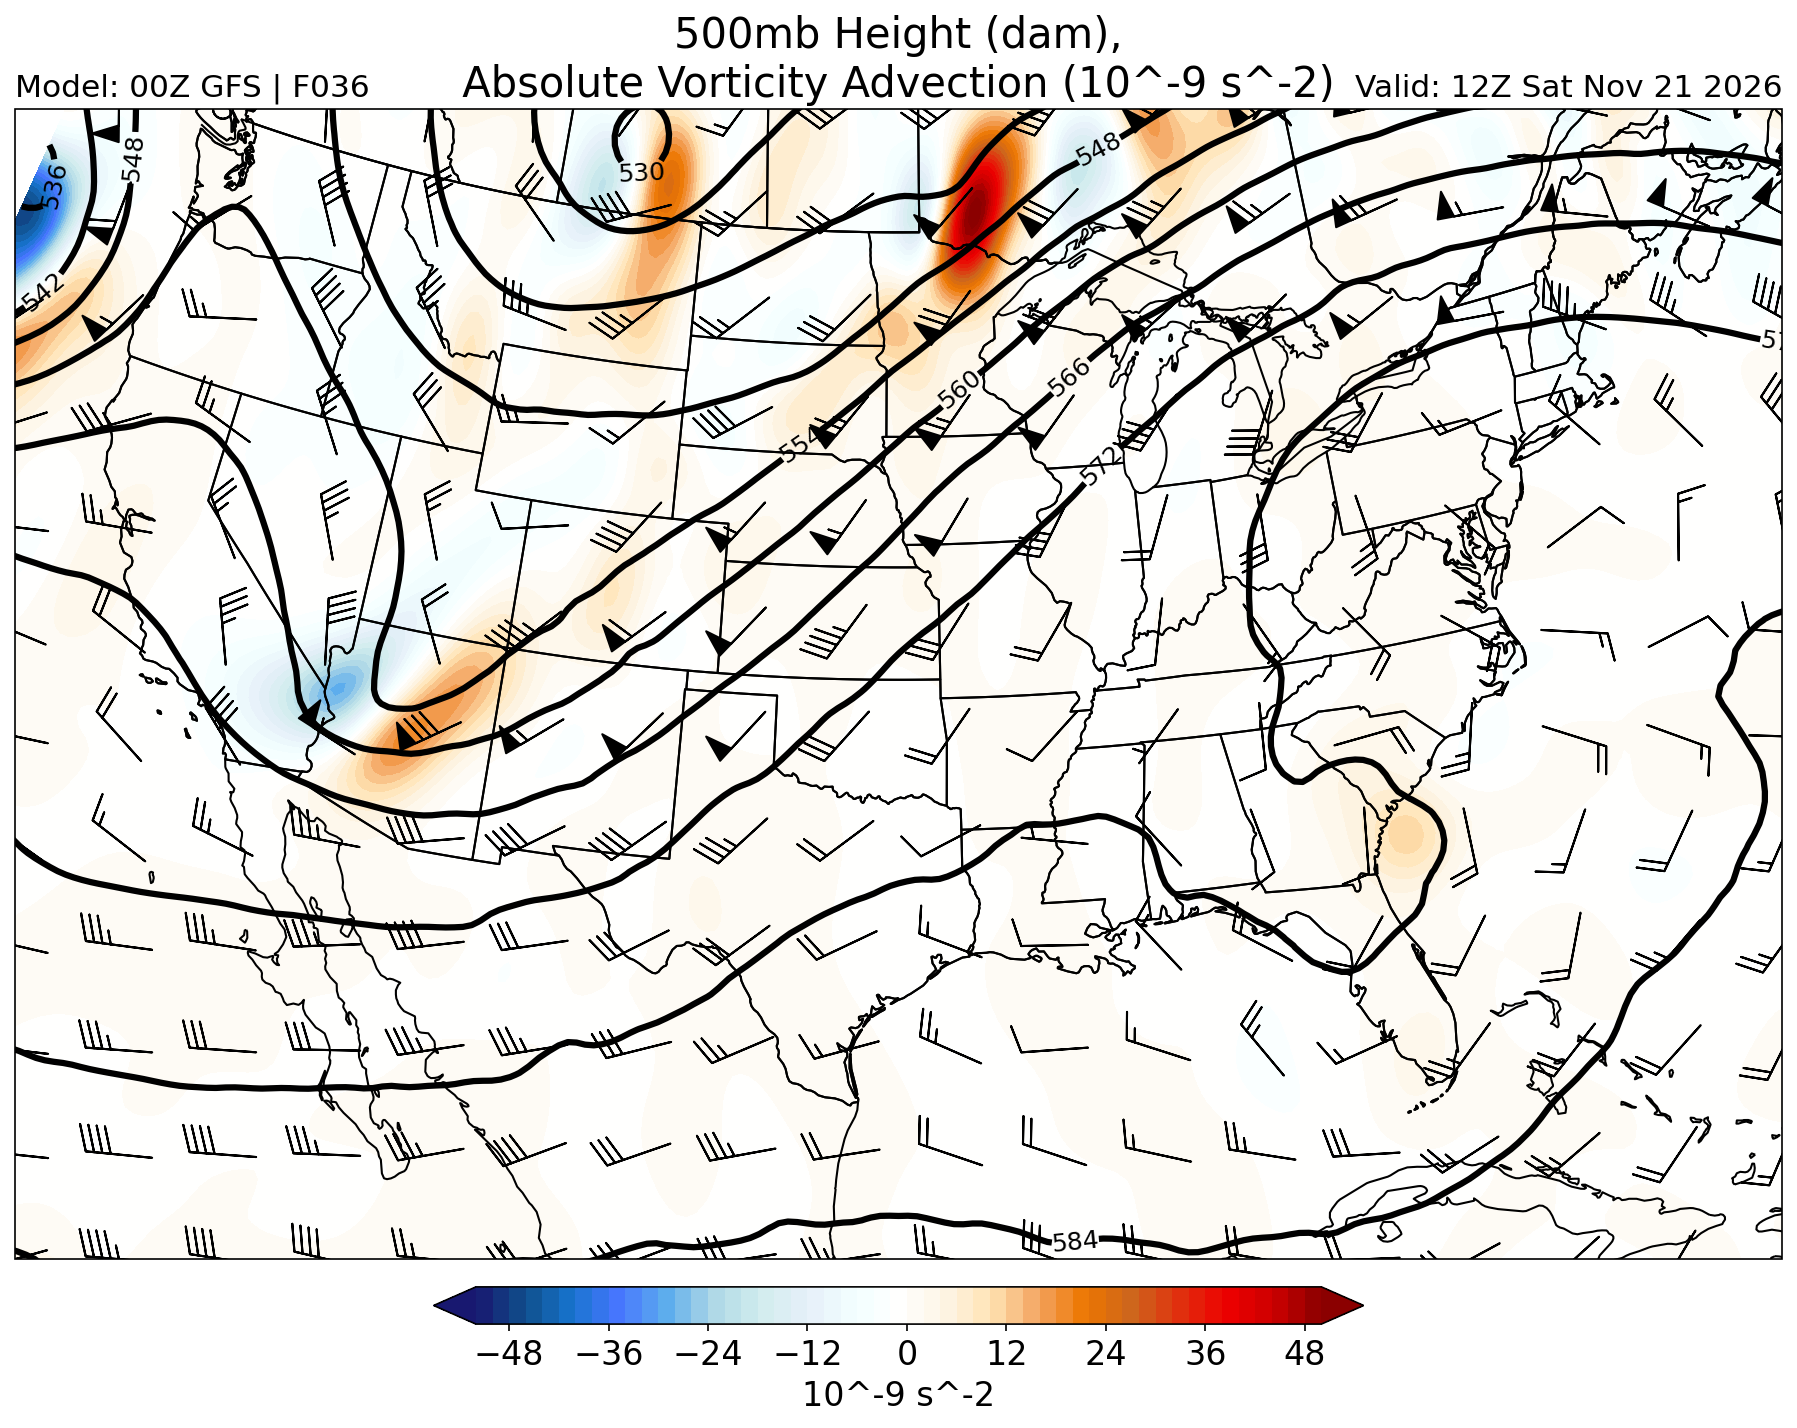 500mb Height (dam),
Model: 00Z GFS | F036
Absolute Vorticity Advection (10^-9 s^-2)
Valid: 12Z Sat Nov 21 2026
548
548
536
530
542
560
566
554
572
584
−48 −36 −24 −12 0 12 24 36 48
10^-9 s^-2